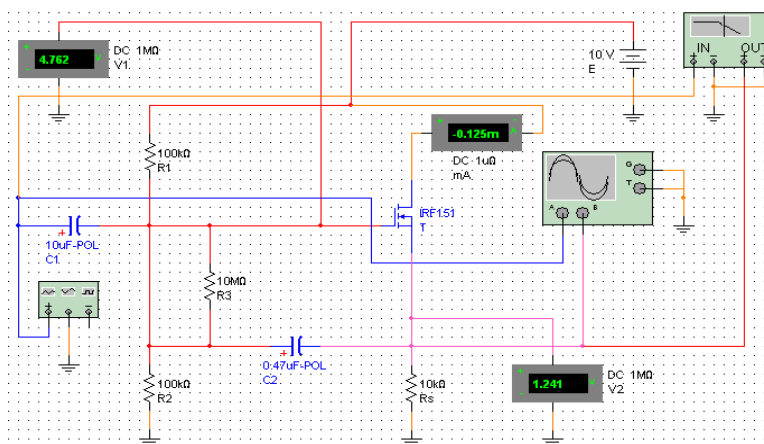 4.762
DC 1MΩ
V1
10 V
E
IN OUT
-0.125m
DC 1uΩ
mA
100kΩ
R1
G
T
A B
IRF151
T
10uF-POL
C1
10MΩ
R3
0.47uF-POL
C2
100kΩ
R2
10kΩ
Rs
1.241
V
DC 1MΩ
V2